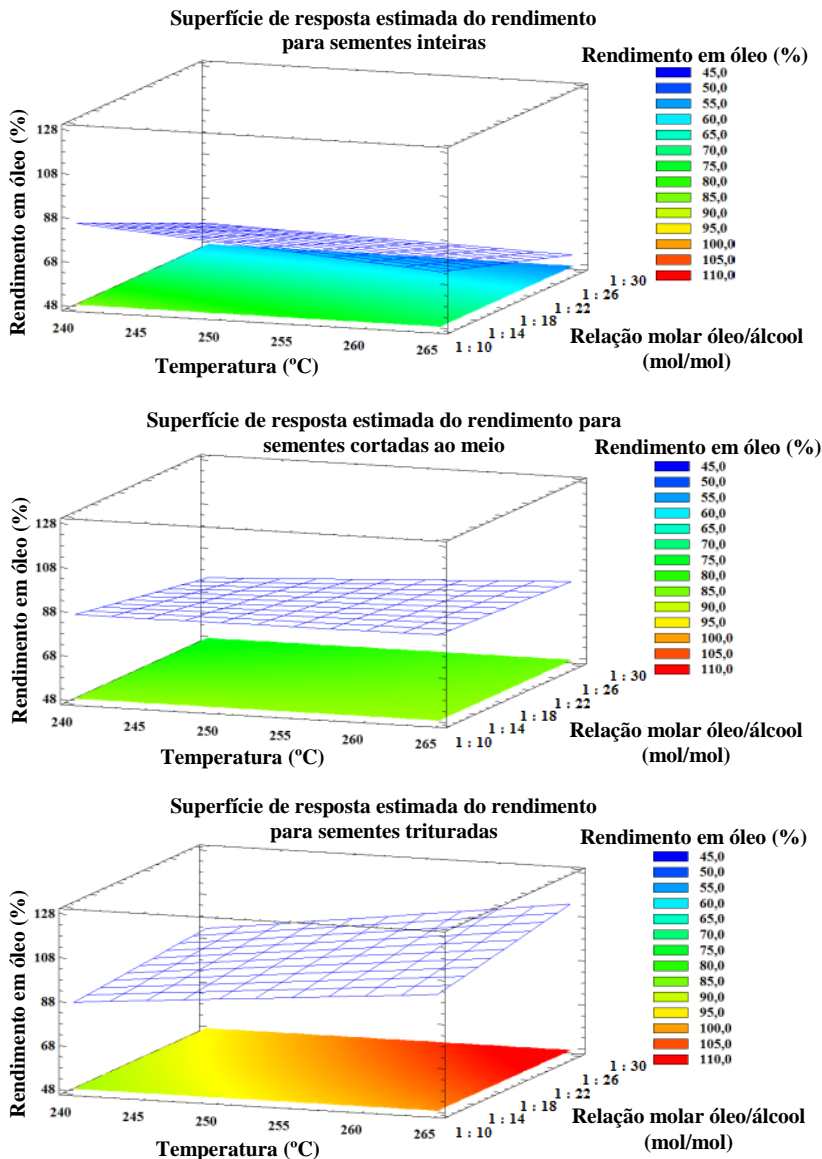 Superfície de resposta estimada do rendimento
para sementes inteiras
Rendimento em óleo (%)
45,0
50,0
55,0
60,0
65,0
70,0
75,0
80,0
85,0
90,0
95,0
100,0
105,0
110,0
Rendimento em óleo (%)
128
108
88
68
48
240
245
250
255
260
265
Temperatura (ºC)
1 : 10
1 : 14
1 : 18
1 : 22
1 : 26
1 : 30
Relação molar óleo/álcool
(mol/mol)
Superfície de resposta estimada do rendimento para
sementes cortadas ao meio
Rendimento em óleo (%)
45,0
50,0
55,0
60,0
65,0
70,0
75,0
80,0
85,0
90,0
95,0
100,0
105,0
110,0
Rendimento em óleo (%)
128
108
88
68
48
240
245
250
255
260
265
Temperatura (ºC)
1 : 10
1 : 14
1 : 18
1 : 22
1 : 26
1 : 30
Relação molar óleo/álcool
(mol/mol)
Superfície de resposta estimada do rendimento
para sementes trituradas
Rendimento em óleo (%)
45,0
50,0
55,0
60,0
65,0
70,0
75,0
80,0
85,0
90,0
95,0
100,0
105,0
110,0
Rendimento em óleo (%)
128
108
88
68
48
240
245
250
255
260
265
Temperatura (ºC)
1 : 10
1 : 14
1 : 18
1 : 22
1 : 26
1 : 30
Relação molar óleo/álcool
(mol/mol)